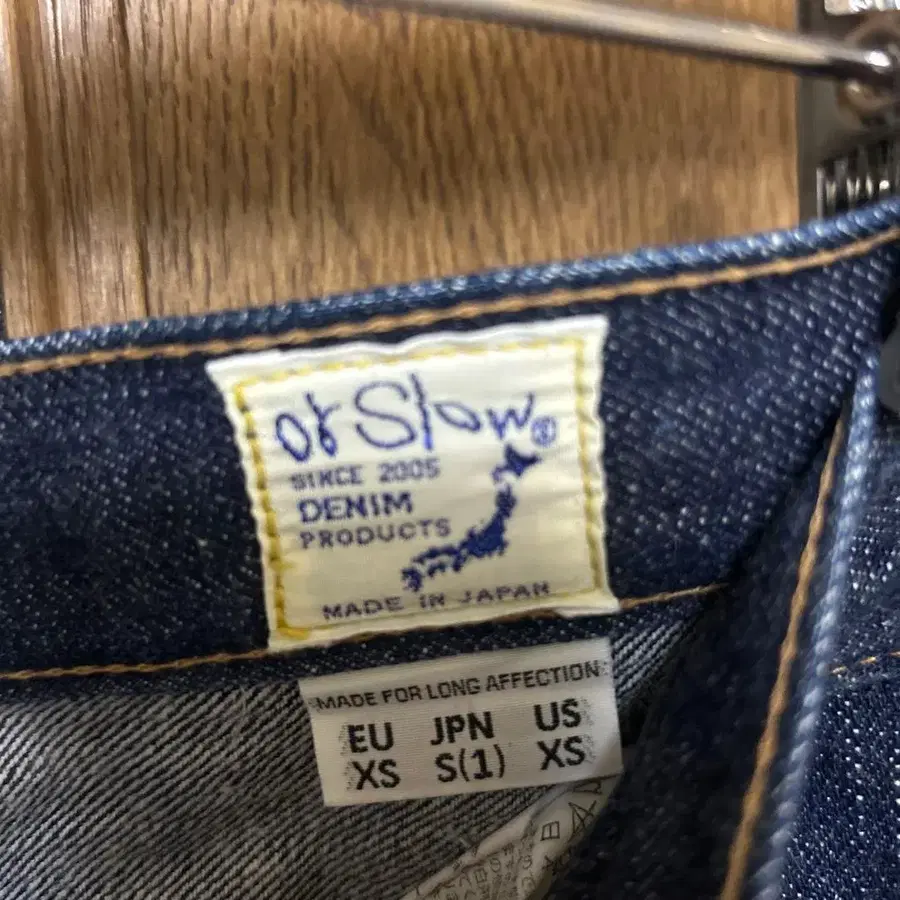 orSlow®
SINCE 2005
DENIM
PRODUCTS
MADE IN JAPAN
MADE FOR LONG AFFECTION
EU JPN US
XS S(1) XS